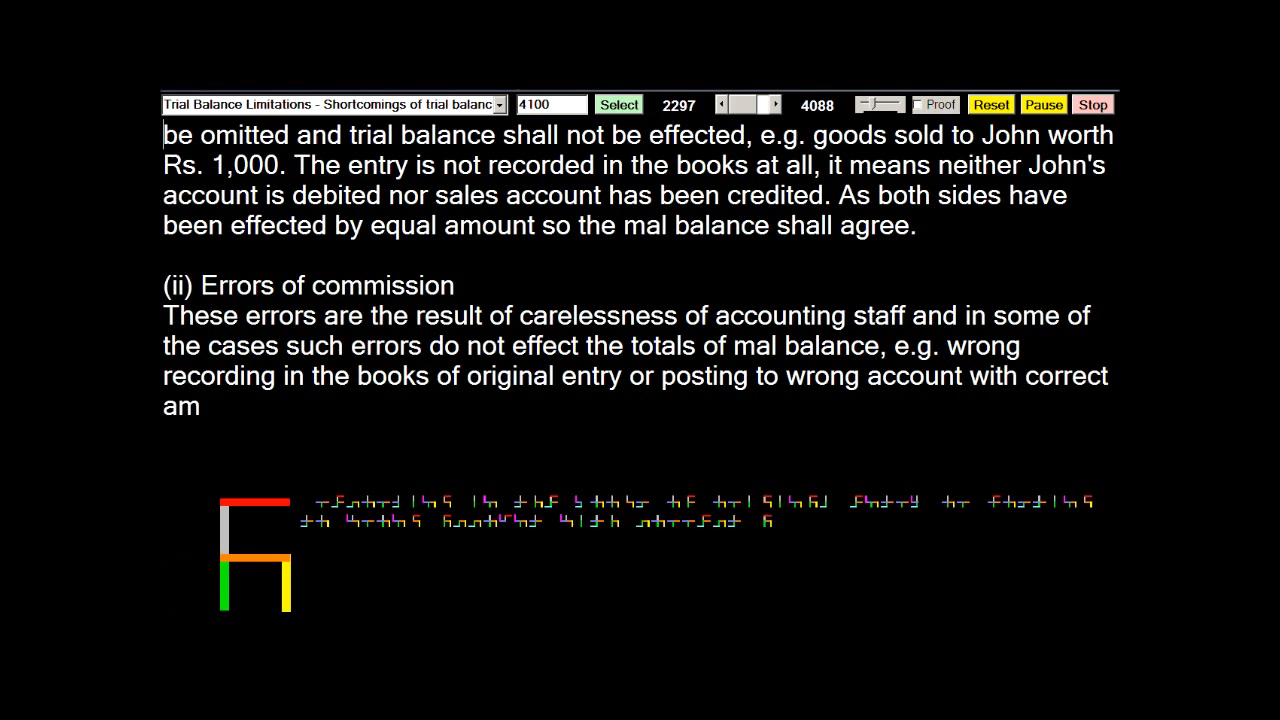 Trial Balance Limitations - Shortcomings of trial balanc 4100 Select 2297 4088 Proof Reset Pause Stop
be omitted and trial balance shall not be effected, e.g. goods sold to John worth
Rs. 1,000. The entry is not recorded in the books at all, it means neither John's
account is debited nor sales account has been credited. As both sides have
been effected by equal amount so the mal balance shall agree.
(ii) Errors of commission
These errors are the result of carelessness of accounting staff and in some of
the cases such errors do not effect the totals of mal balance, e.g. wrong
recording in the books of original entry or posting to wrong account with correct
am